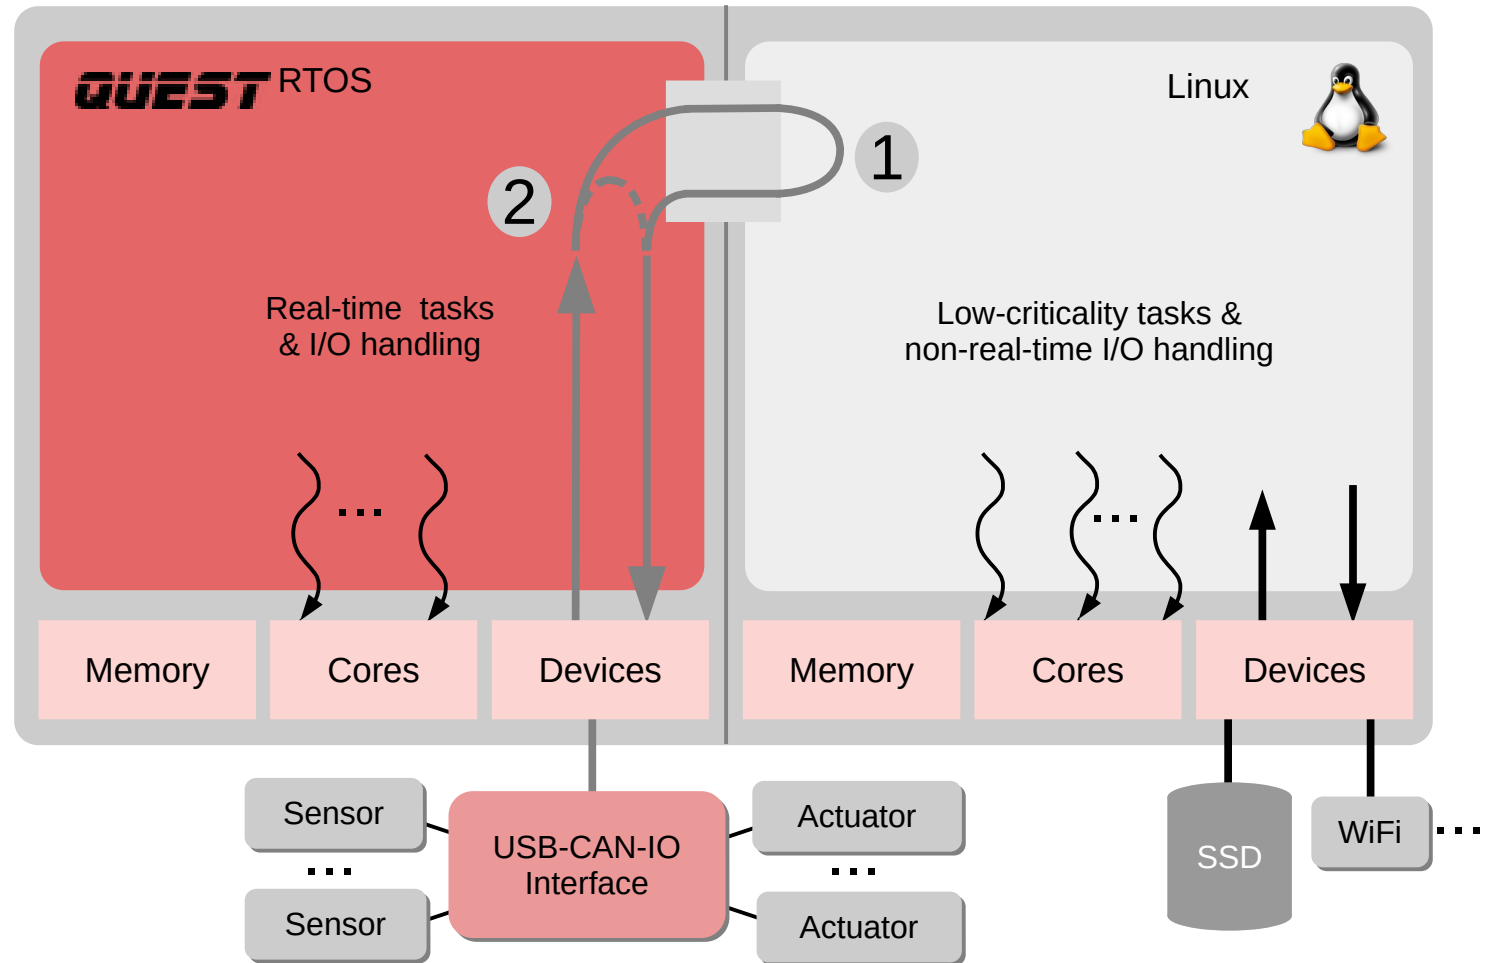 QUEST RTOS
Linux
1
2
Real-time tasks
& I/O handling
Low-criticality tasks &
non-real-time I/O handling
Memory
Cores
Devices
Memory
Cores
Devices
Sensor
Sensor
USB-CAN-IO
Interface
Actuator
Actuator
SSD
WiFi